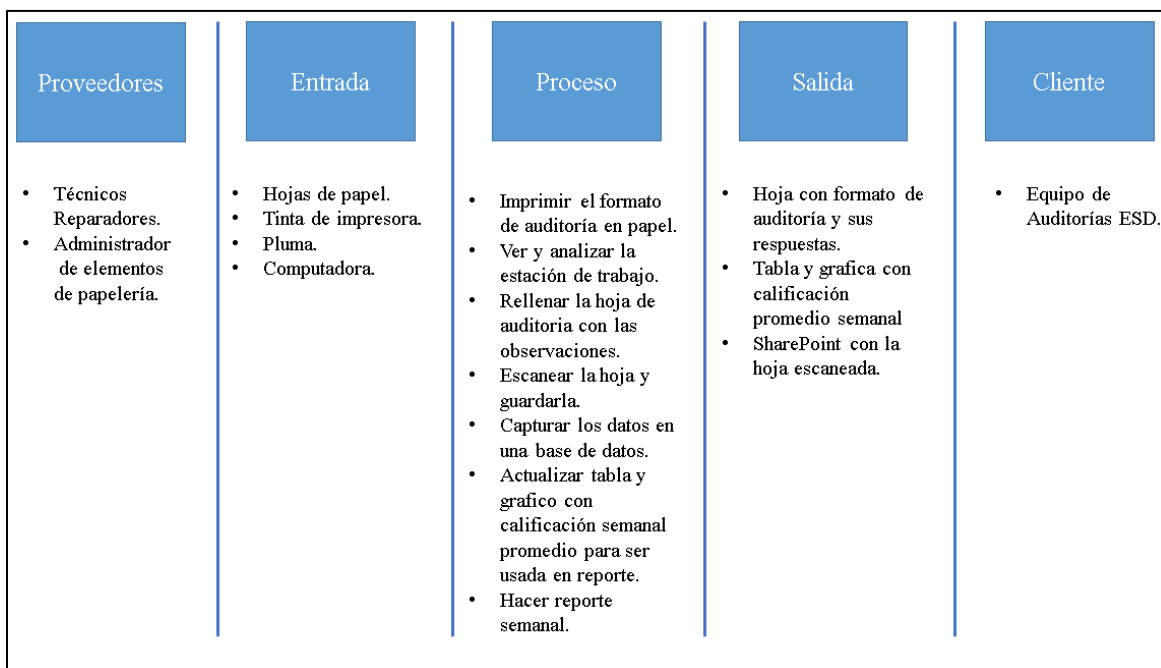 Proveedores
Entrada
Proceso
Salida
Cliente
• Técnicos
Reparadores.
• Administrador
de elementos
de papelería.
• Hojas de papel.
• Tinta de impresora.
• Pluma.
• Computadora.
• Imprimir el formato
de auditoría en papel.
• Ver y analizar la
estación de trabajo.
• Rellenar la hoja de
auditoria con las
observaciones.
• Escanear la hoja y
guardarla.
• Capturar los datos en
una base de datos.
• Actualizar tabla y
grafico con
calificación semanal
promedio para ser
usada en reporte.
• Hacer reporte
semanal.
• Hoja con formato de
auditoría y sus
respuestas.
• Tabla y grafica con
calificación
promedio semanal
• SharePoint con la
hoja escaneada.
• Equipo de
Auditorías ESD.